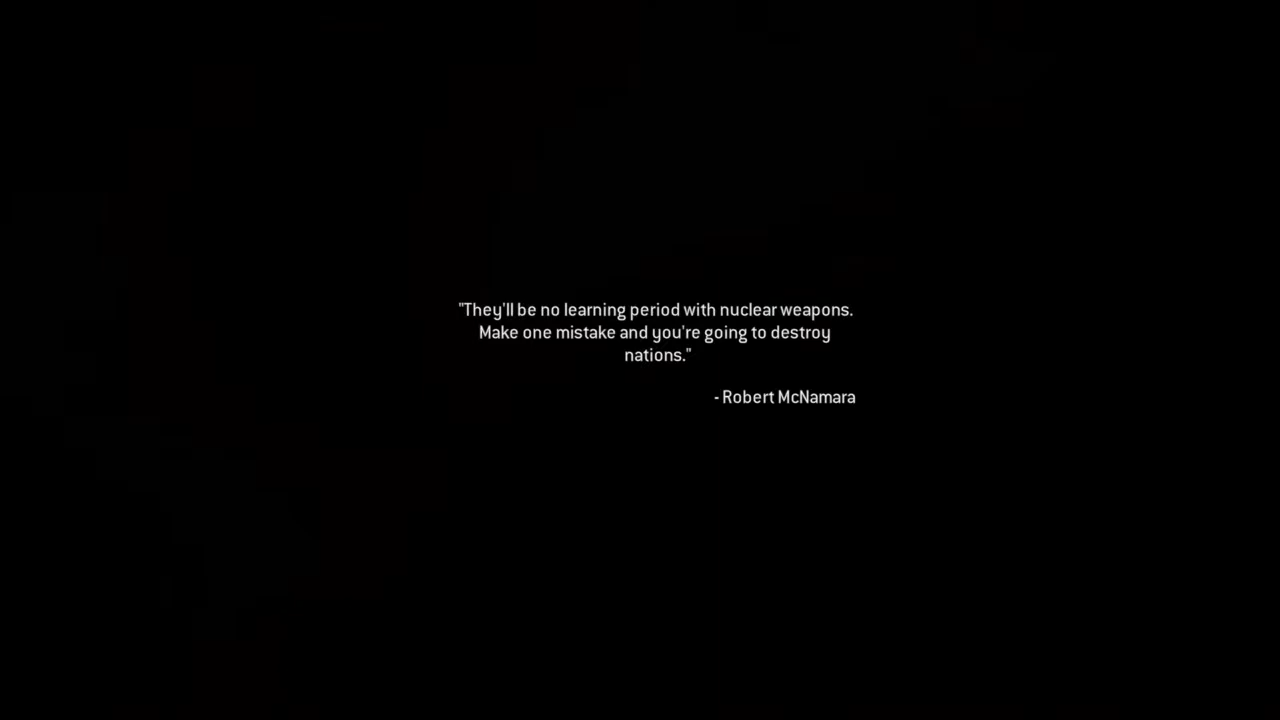 "They'll be no learning period with nuclear weapons.
Make one mistake and you're going to destroy
nations."
- Robert McNamara